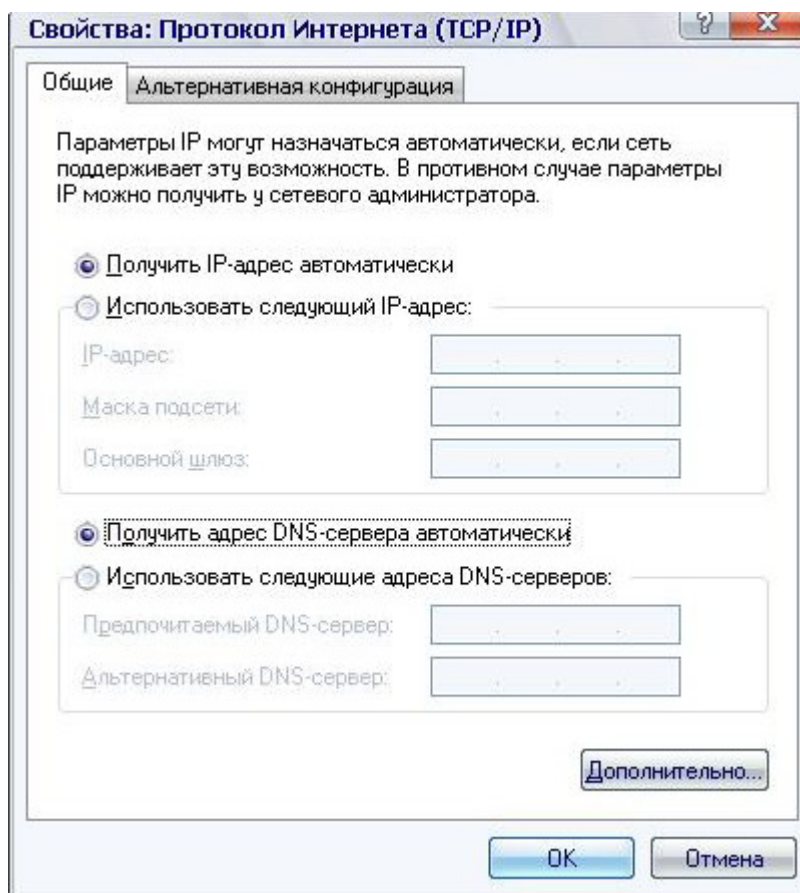 Свойства: Протокол Интернета (TCP/IP)
Общие
Альтернативная конфигурация
Параметры IP могут назначаться автоматически, если сеть
поддерживает эту возможность. В противном случае параметры
IP можно получить у сетевого администратора.
Получить IP-адрес автоматически
Использовать следующий IP-адрес:
IP-адрес:
Маска подсети:
Основной шлюз:
Получить адрес DNS-сервера автоматически
Использовать следующие адреса DNS-серверов:
Предпочитаемый DNS-сервер:
Альтернативный DNS-сервер:
Дополнительно...
OK
Отмена